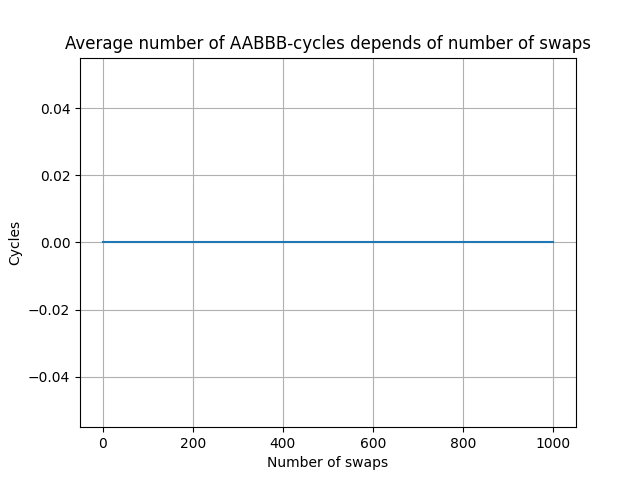 Average number of AABBB-cycles depends of number of swaps
0.04
0.02
0.00
−0.02
−0.04
Cycles
0 200 400 600 800 1000
Number of swaps